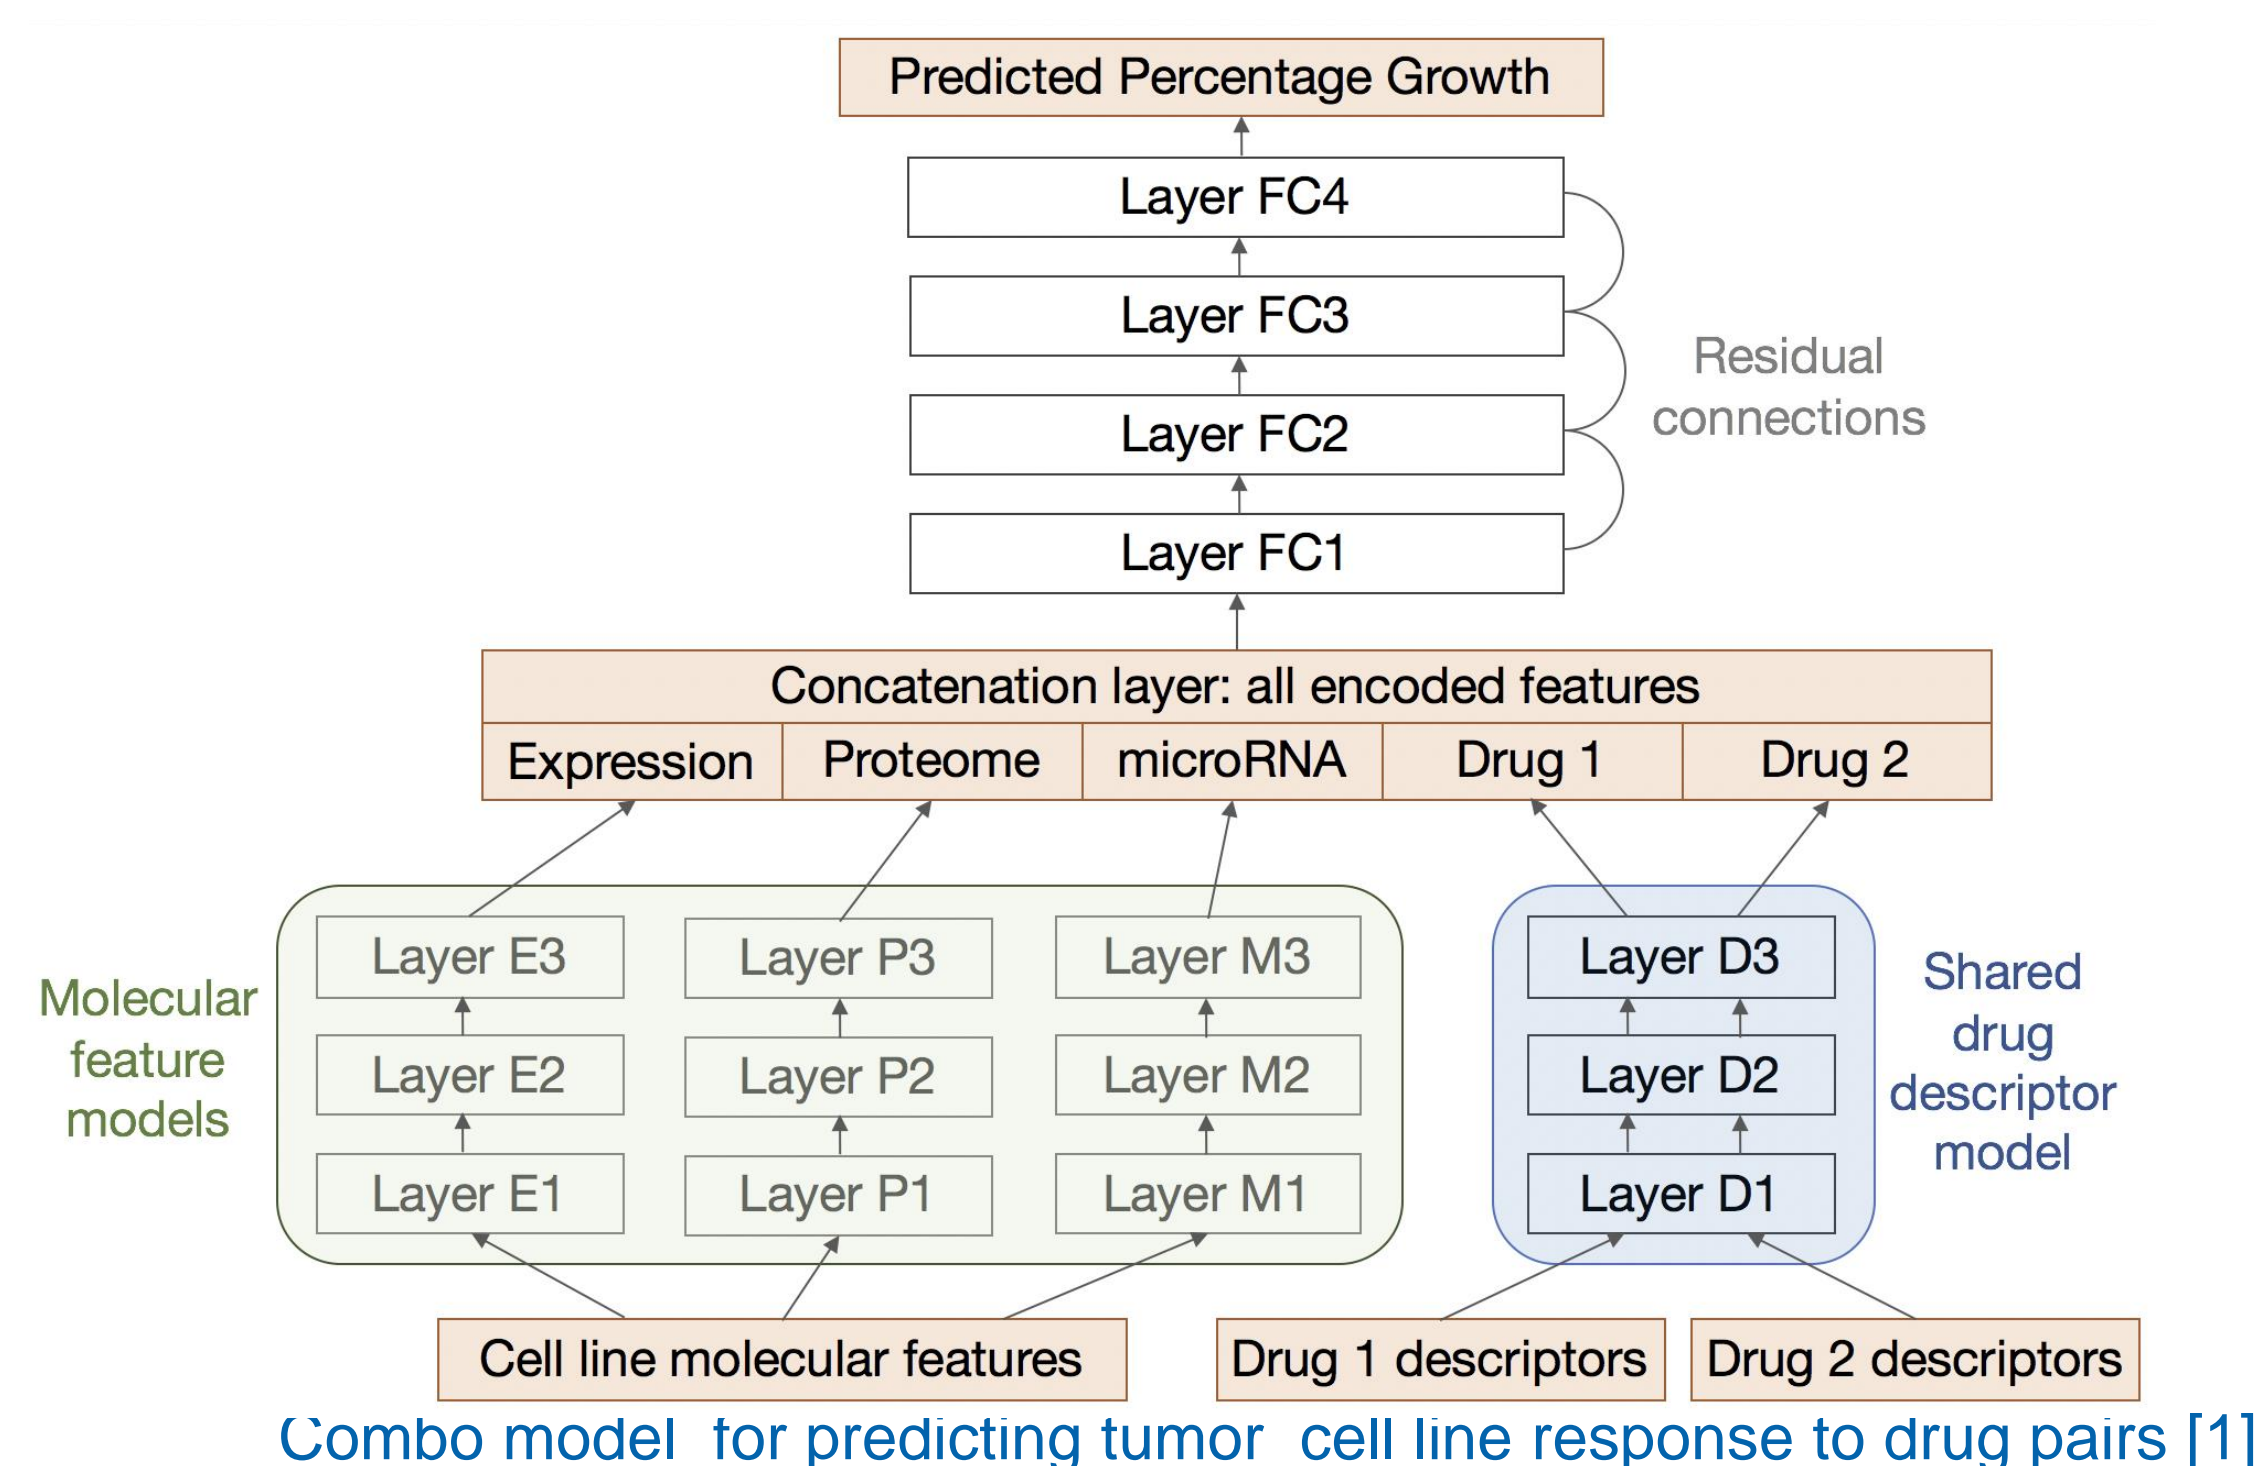 Predicted Percentage Growth
Layer FC4
Layer FC3
Residual
connections
Layer FC2
Layer FC1
Concatenation layer: all encoded features
Expression
Proteome
microRNA
Drug 1
Drug 2
Molecular
feature
models
Layer E3
Layer P3
Layer M3
Layer E2
Layer P2
Layer M2
Layer E1
Layer P1
Layer M1
Layer D3
Layer D2
Layer D1
Shared
drug
descriptor
model
Cell line molecular features
Drug 1 descriptors
Drug 2 descriptors
Combo model for predicting tumor cell line response to drug pairs [1]